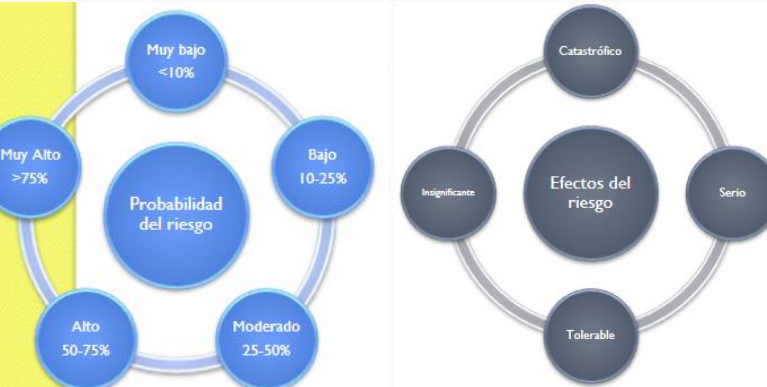 Muy bajo
<10%
Bajo
10-25%
Moderado
25-50%
Alto
50-75%
Muy Alto
>75%
Probabilidad
del riesgo
Catastrófico
Serio
Tolerable
Insignificante
Efectos del
riesgo